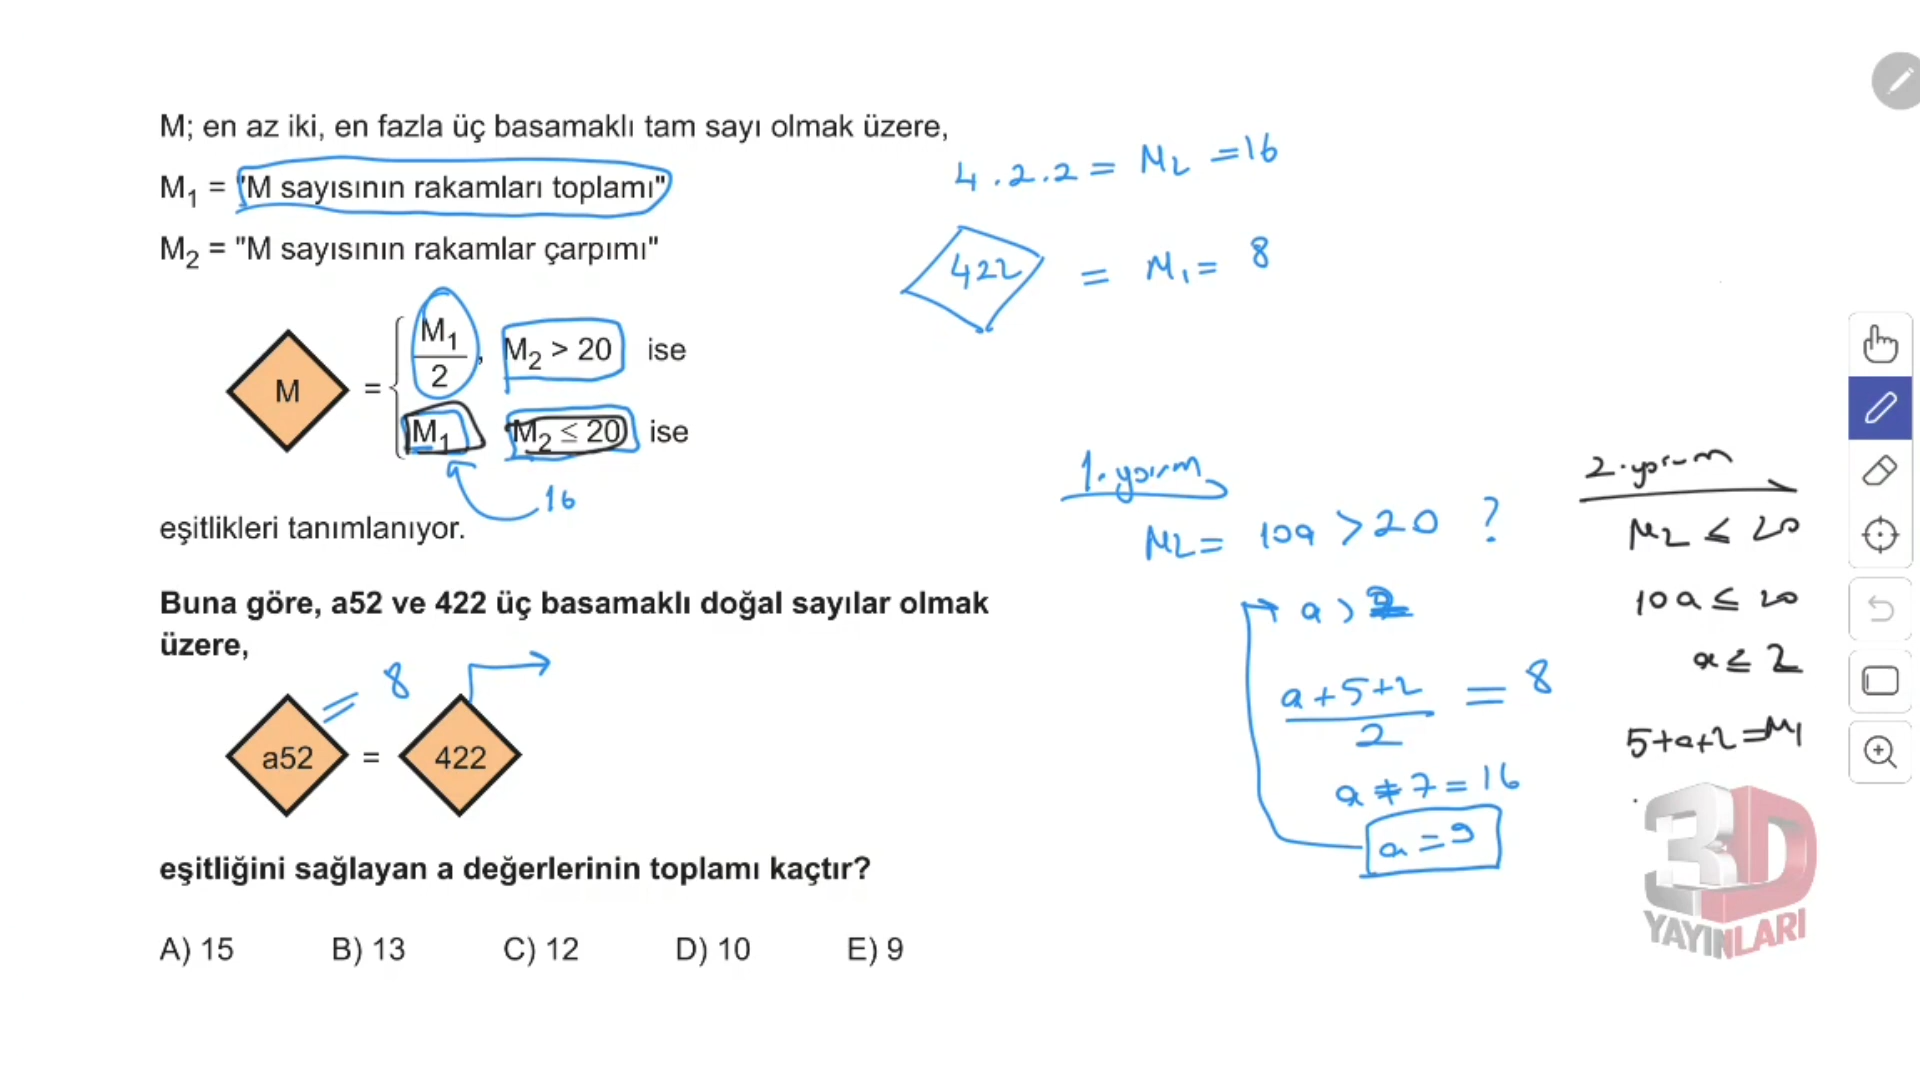 M; en az iki, en fazla üç basamaklı tam sayı olmak üzere,
M₁ = "M sayısının rakamları toplamı"
M₂ = "M sayısının rakamlar çarpımı"
M = M₁/2, M₂ > 20 ise
M₁ M₂ ≤ 20 ise
16
eşitlikleri tanımlanıyor.
Buna göre, a52 ve 422 üç basamaklı doğal sayılar olmak
üzere,
= 8
a52 = 422
eşitliğini sağlayan a değerlerinin toplamı kaçtır?
A) 15 B) 13 C) 12 D) 10 E) 9
4.2.2 = M₂ = 16
422 = M₁ = 8
1. yorum
M₂ = 10a > 20 ?
a > 2
a+5+2/2 = 8
a + 7 = 16
a = 9
2. yorum
M₂ ≤ 20
10a ≤ 20
a ≤ 2
5+a+2=M₁
3D
YAYINLARI